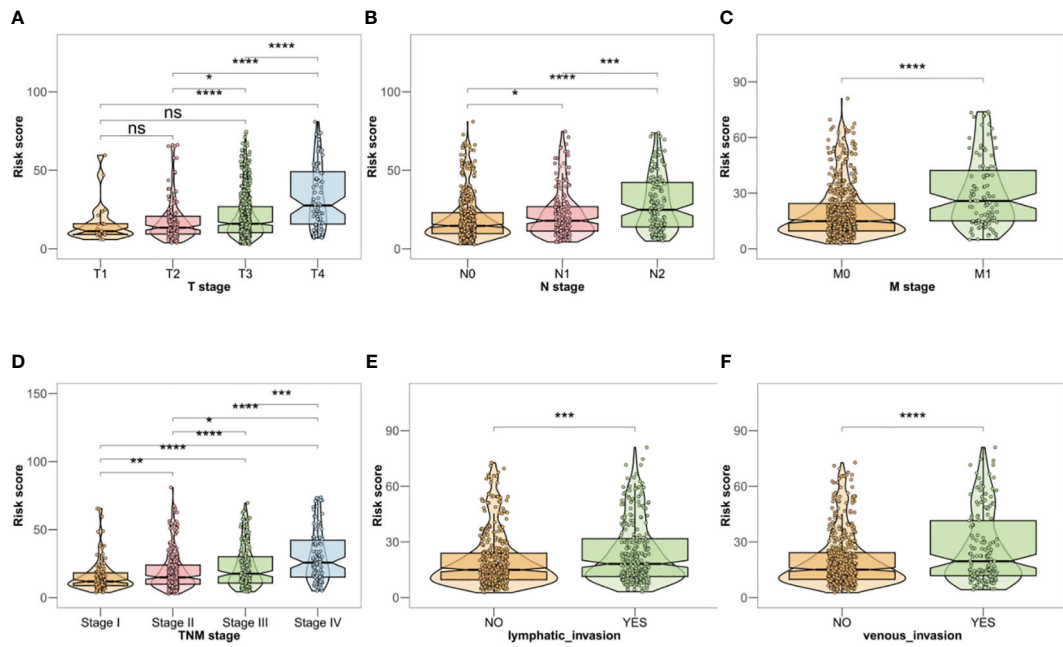 A
****
*
****
****
ns
ns
100
50
0
Risk score
T1 T2 T3 T4
T stage
B
***
****
*
100
50
0
Risk score
N0 N1 N2
N stage
C
****
90
60
30
0
Risk score
M0 M1
M stage
D
***
****
*
****
****
**
150
100
50
0
Risk score
Stage I Stage II Stage III Stage IV
TNM stage
E
***
90
60
30
0
Risk score
NO YES
lymphatic_invasion
F
****
90
60
30
0
Risk score
NO YES
venous_invasion